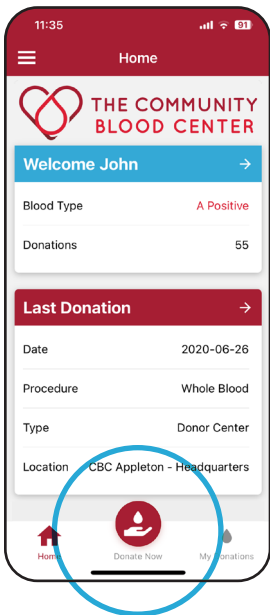 11:35 91
Home
THE COMMUNITY
BLOOD CENTER
Welcome John →
Blood Type A Positive
Donations 55
Last Donation →
Date 2020-06-26
Procedure Whole Blood
Type Donor Center
Location CBC Appleton - Headquarters
Home Donate Now My Donations